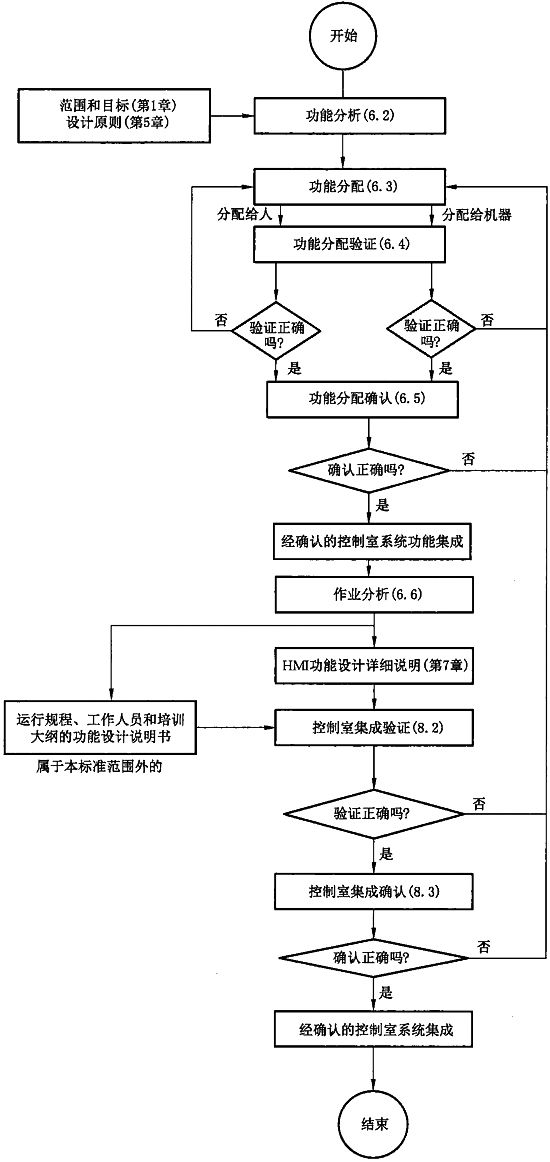 开始
范围和目标(第1章)
设计原则(第5章)
功能分析(6.2)
功能分配(6.3)
分配给人
分配给机器
功能分配验证(6.4)
否
验证正确
吗?
验证正确
吗?
否
是
是
功能分配确认(6.5)
确认正确吗?
否
是
经确认的控制室系统功能集成
作业分析(6.6)
HMI功能设计详细说明(第7章)
运行规程、工作人员和培训
大纲的功能设计说明书
控制室集成验证(8.2)
属于本标准范围外的
验证正确吗?
否
是
控制室集成确认(8.3)
确认正确吗?
否
是
经确认的控制室系统集成
结束